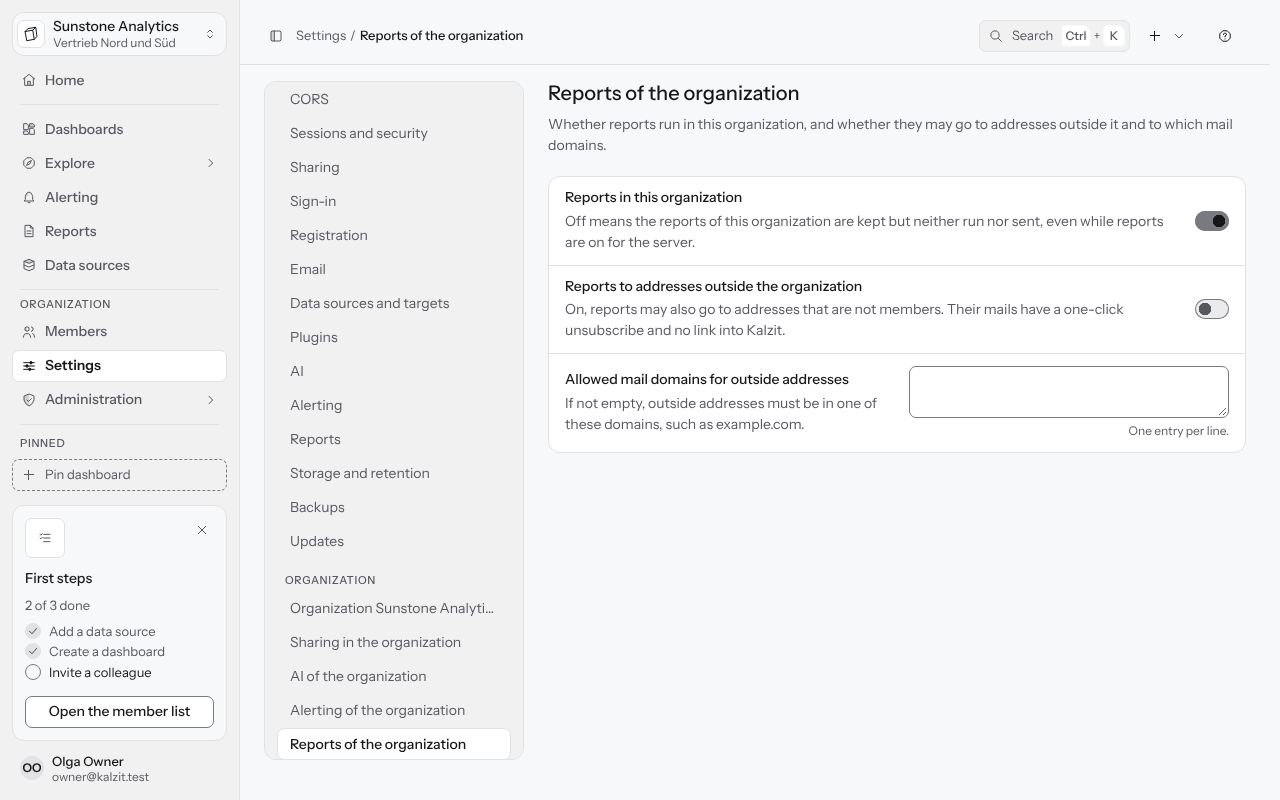 Sunstone Analytics
Vertrieb Nord und Süd
Home
Dashboards
Explore
Alerting
Reports
Data sources
ORGANIZATION
Members
Settings
Administration
PINNED
Pin dashboard
First steps
2 of 3 done
Add a data source
Create a dashboard
Invite a colleague
Open the member list
OO
Olga Owner
owner@kalzit.test
Settings / Reports of the organization
Search Ctrl + K
CORS
Sessions and security
Sharing
Sign-in
Registration
Email
Data sources and targets
Plugins
AI
Alerting
Reports
Storage and retention
Backups
Updates
ORGANIZATION
Organization Sunstone Analyti...
Sharing in the organization
AI of the organization
Alerting of the organization
Reports of the organization
Reports of the organization
Whether reports run in this organization, and whether they may go to addresses outside it and to which mail
domains.
Reports in this organization
Off means the reports of this organization are kept but neither run nor sent, even while reports
are on for the server.
Reports to addresses outside the organization
On, reports may also go to addresses that are not members. Their mails have a one-click
unsubscribe and no link into Kalzit.
Allowed mail domains for outside addresses
If not empty, outside addresses must be in one of
these domains, such as example.com.
One entry per line.